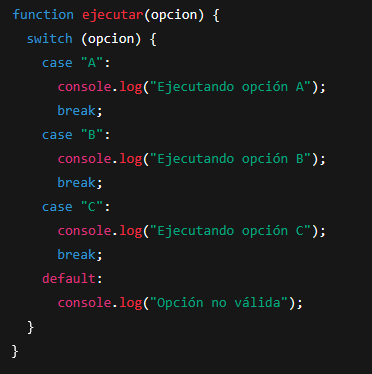 function ejecutar(opcion) {
  switch (opcion) {
    case "A":
      console.log("Ejecutando opción A");
      break;
    case "B":
      console.log("Ejecutando opción B");
      break;
    case "C":
      console.log("Ejecutando opción C");
      break;
    default:
      console.log("Opción no válida");
  }
}